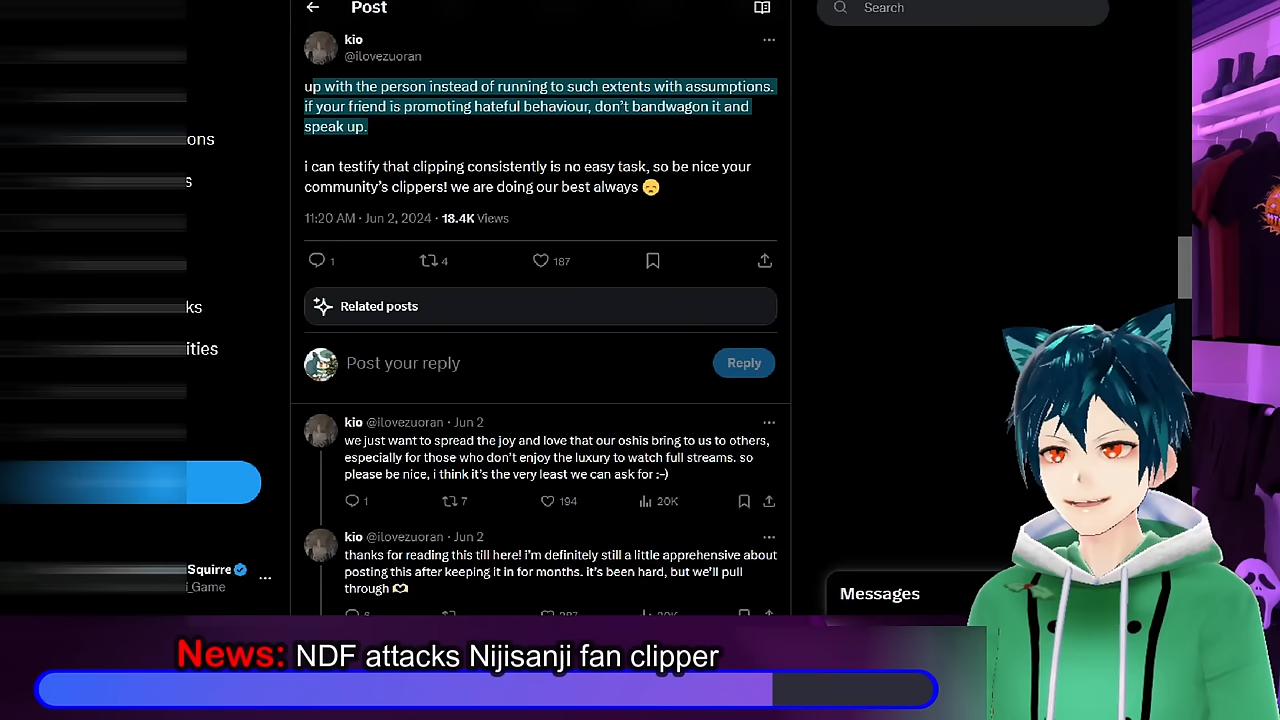 Post
Search
kio
@ilovezuoran
up with the person instead of running to such extents with assumptions.
if your friend is promoting hateful behaviour, don't bandwagon it and
speak up.
i can testify that clipping consistently is no easy task, so be nice your
community's clippers! we are doing our best always 😞
11:20 AM · Jun 2, 2024 · 18.4K Views
1 4 187
Related posts
Post your reply
Reply
kio @ilovezuoran · Jun 2
we just want to spread the joy and love that our oshis bring to us to others,
especially for those who don't enjoy the luxury to watch full streams. so
please be nice, i think it's the very least we can ask for :-)
1 7 194 20K
kio @ilovezuoran · Jun 2
thanks for reading this till here! i'm definitely still a little apprehensive about
posting this after keeping it in for months. it's been hard, but we'll pull
through 🫶
ons
s
ks
ities
Squirre
i_Game
Messages
News: NDF attacks Nijisanji fan clipper